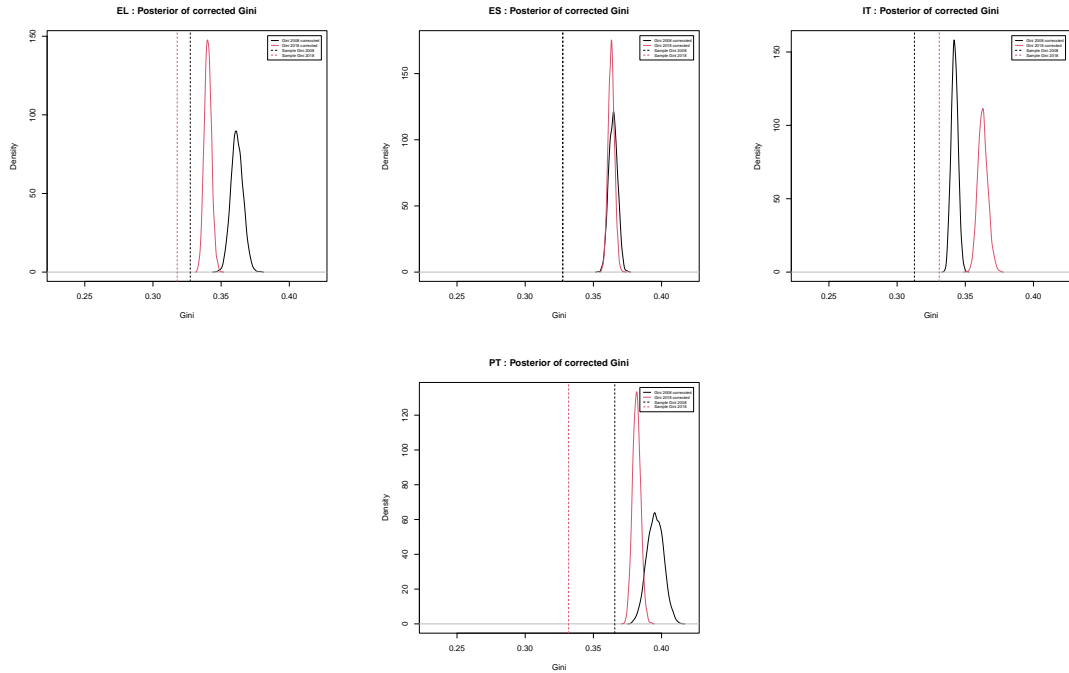 EL : Posterior of corrected Gini
Gini 2008 corrected
Gini 2018 corrected
Sample Gini 2008
Sample Gini 2018
Density
0
50
100
150
0.25
0.30
0.35
0.40
Gini
ES : Posterior of corrected Gini
Gini 2008 corrected
Gini 2018 corrected
Sample Gini 2008
Sample Gini 2018
Density
0
50
100
150
0.25
0.30
0.35
0.40
Gini
IT : Posterior of corrected Gini
Gini 2008 corrected
Gini 2018 corrected
Sample Gini 2008
Sample Gini 2018
Density
0
50
100
150
0.25
0.30
0.35
0.40
Gini
PT : Posterior of corrected Gini
Gini 2008 corrected
Gini 2018 corrected
Sample Gini 2008
Sample Gini 2018
Density
0
20
40
60
80
100
120
0.25
0.30
0.35
0.40
Gini